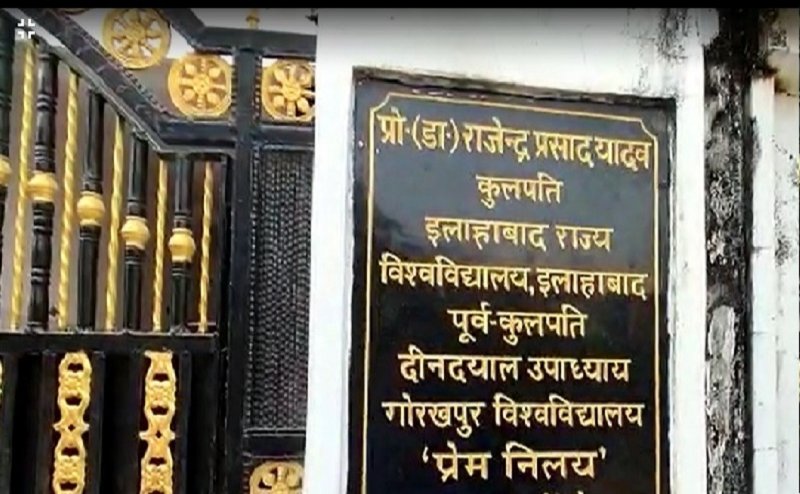 प्रो॰(डा॰)राजेन्द्र प्रसाद यादव
कुलपति
इलाहाबाद राज्य
विश्वविद्यालय,इलाहाबाद
पूर्व-कुलपति
दीनदयाल उपाध्याय
गोरखपुर विश्वविद्यालय
‘प्रेम निलय’